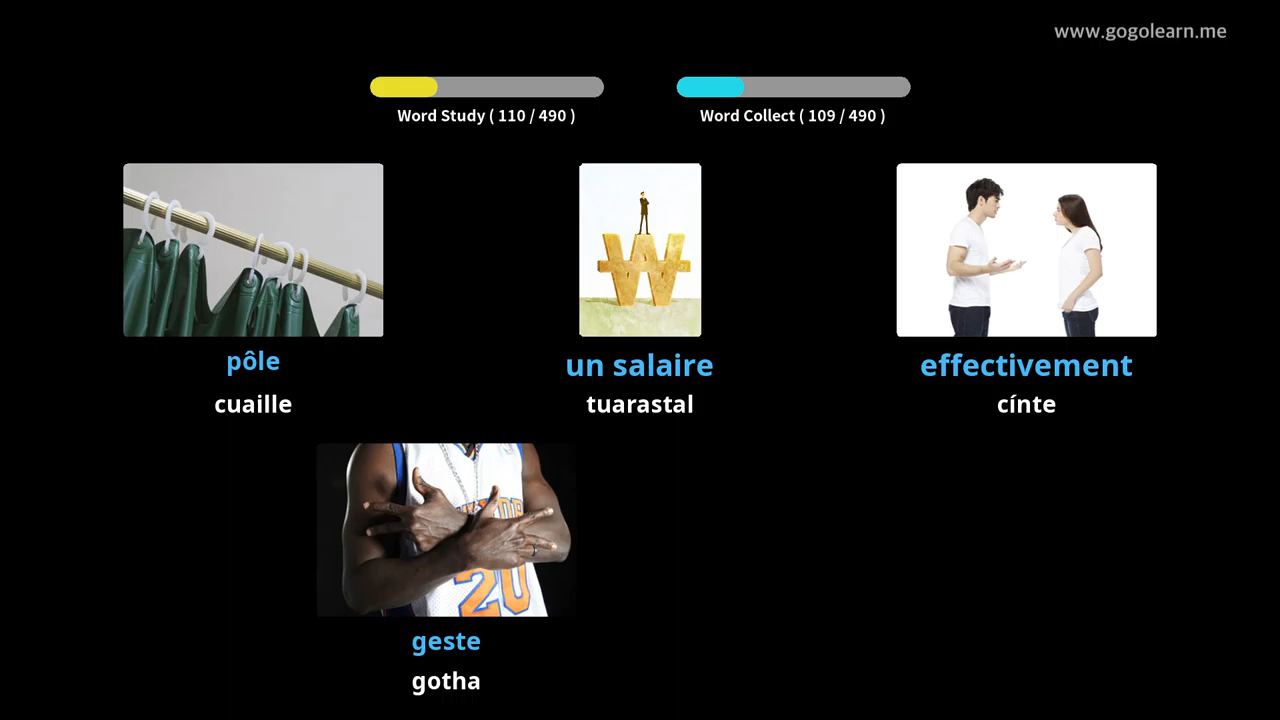 www.gogolearn.me
Word Study ( 110 / 490 )
Word Collect ( 109 / 490 )
pôle
un salaire
effectivement
cuaille
tuarastal
cínte
20
geste
gotha